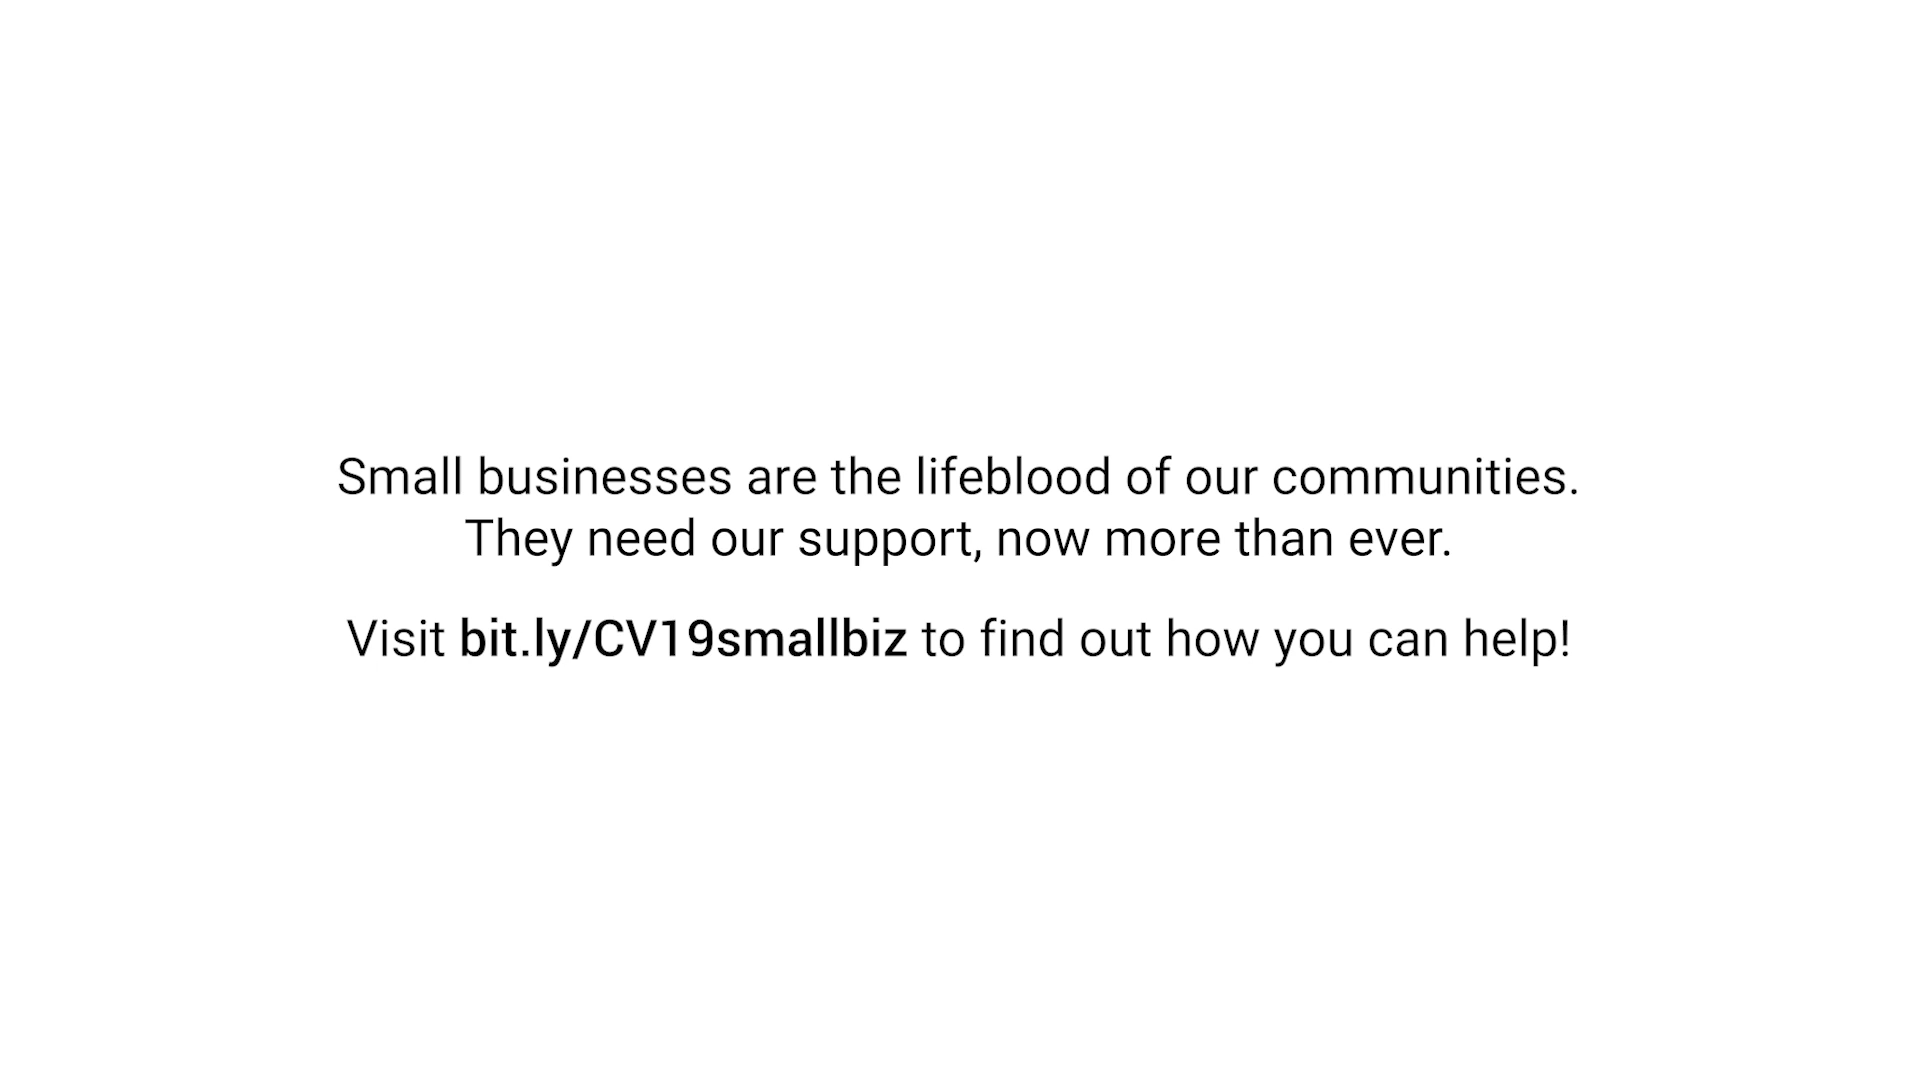 Small businesses are the lifeblood of our communities.
They need our support, now more than ever.
Visit bit.ly/CV19smallbiz to find out how you can help!